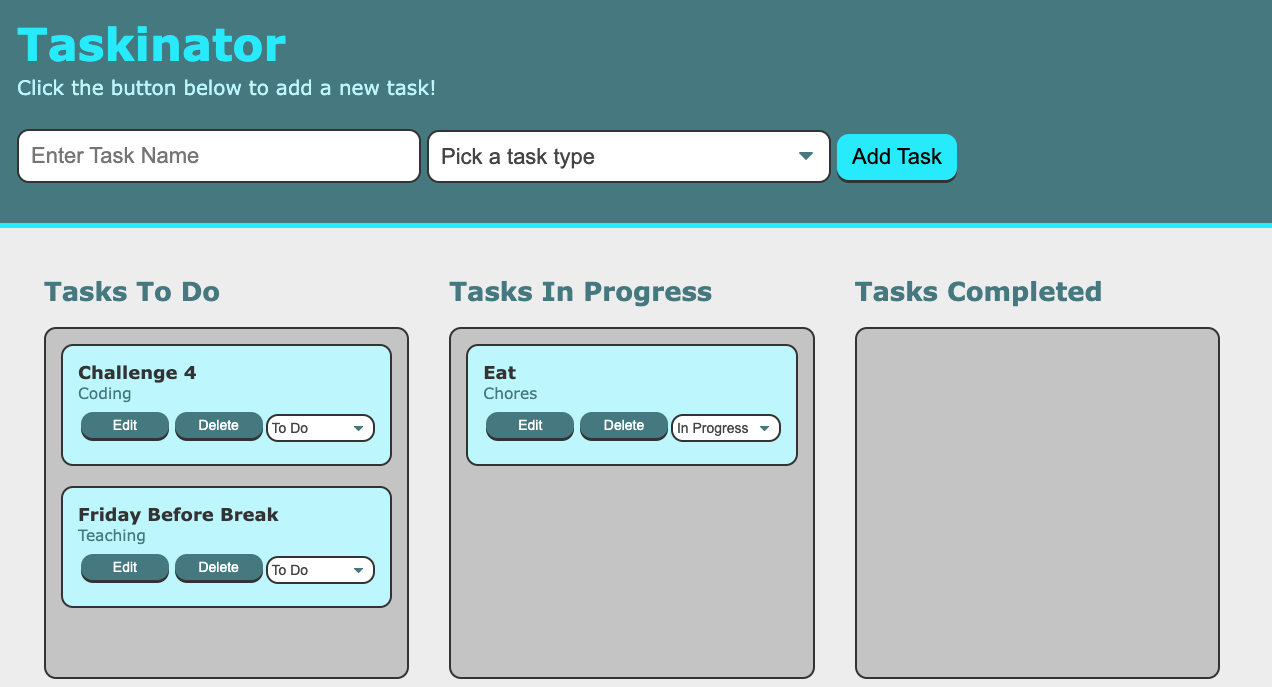 Taskinator
Click the button below to add a new task!
Enter Task Name
Pick a task type
Add Task
Tasks To Do
Challenge 4
Coding
Edit Delete To Do
Friday Before Break
Teaching
Edit Delete To Do
Tasks In Progress
Eat
Chores
Edit Delete In Progress
Tasks Completed